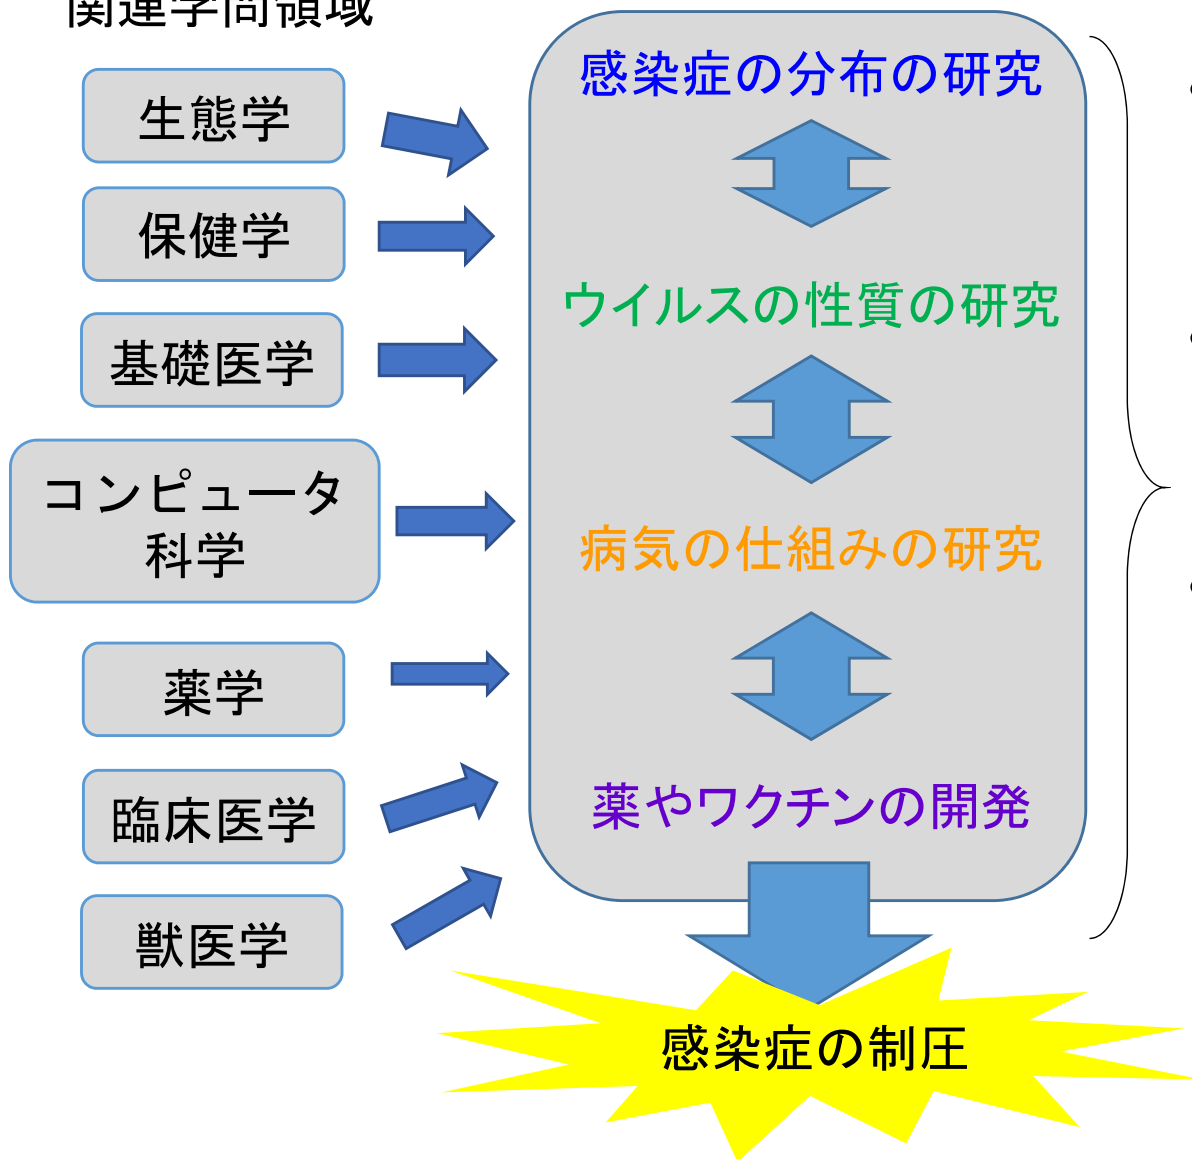 関連学問領域
生態学
保健学
基礎医学
コンピュータ
科学
薬学
臨床医学
獣医学
感染症の分布の研究
ウイルスの性質の研究
病気の仕組みの研究
薬やワクチンの開発
感染症の制圧